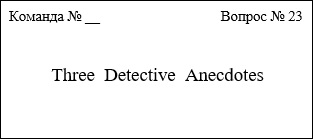 Команда № __ Вопрос № 23
Three Detective Anecdotes